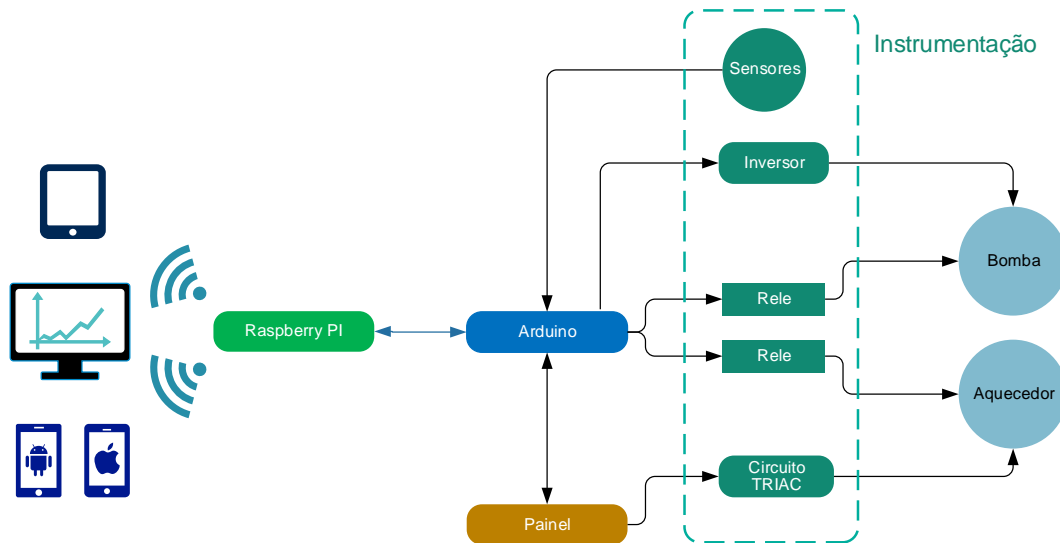 Instrumentação
Sensores
Inversor
Bomba
Rele
Raspberry PI
Arduino
Rele
Aquecedor
Circuito
TRIAC
Painel